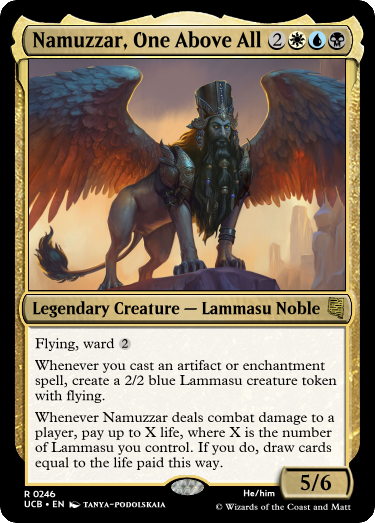 Namuzzar, One Above All 2
Legendary Creature — Lammasu Noble
Flying, ward 2
Whenever you cast an artifact or enchantment
spell, create a 2/2 blue Lammasu creature token
with flying.
Whenever Namuzzar deals combat damage to a
player, pay up to X life, where X is the number
of Lammasu you control. If you do, draw cards
equal to the life paid this way.
5/6
R 0246 He/him
UCB • EN TANYA-PODOLSKAIA © Wizards of the Coast and Matt